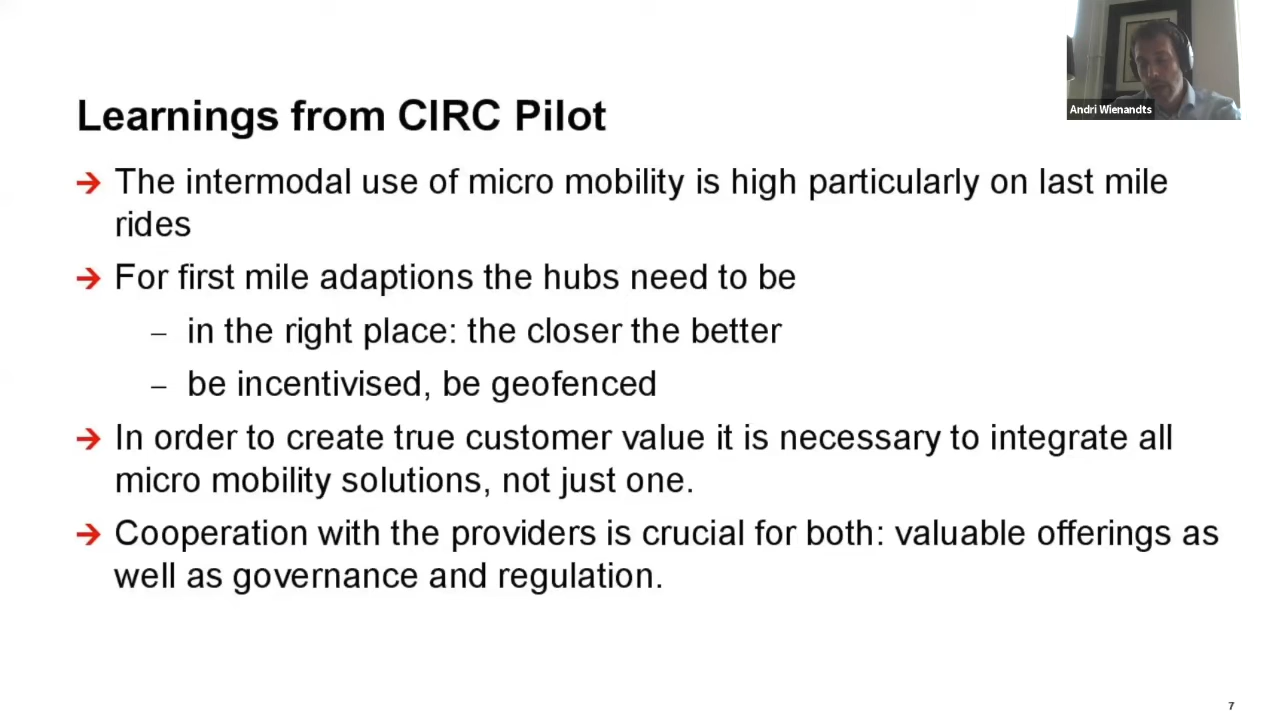 Andri Wienandts
Learnings from CIRC Pilot
The intermodal use of micro mobility is high particularly on last mile
rides
For first mile adaptions the hubs need to be
– in the right place: the closer the better
– be incentivised, be geofenced
In order to create true customer value it is necessary to integrate all
micro mobility solutions, not just one.
Cooperation with the providers is crucial for both: valuable offerings as
well as governance and regulation.
7